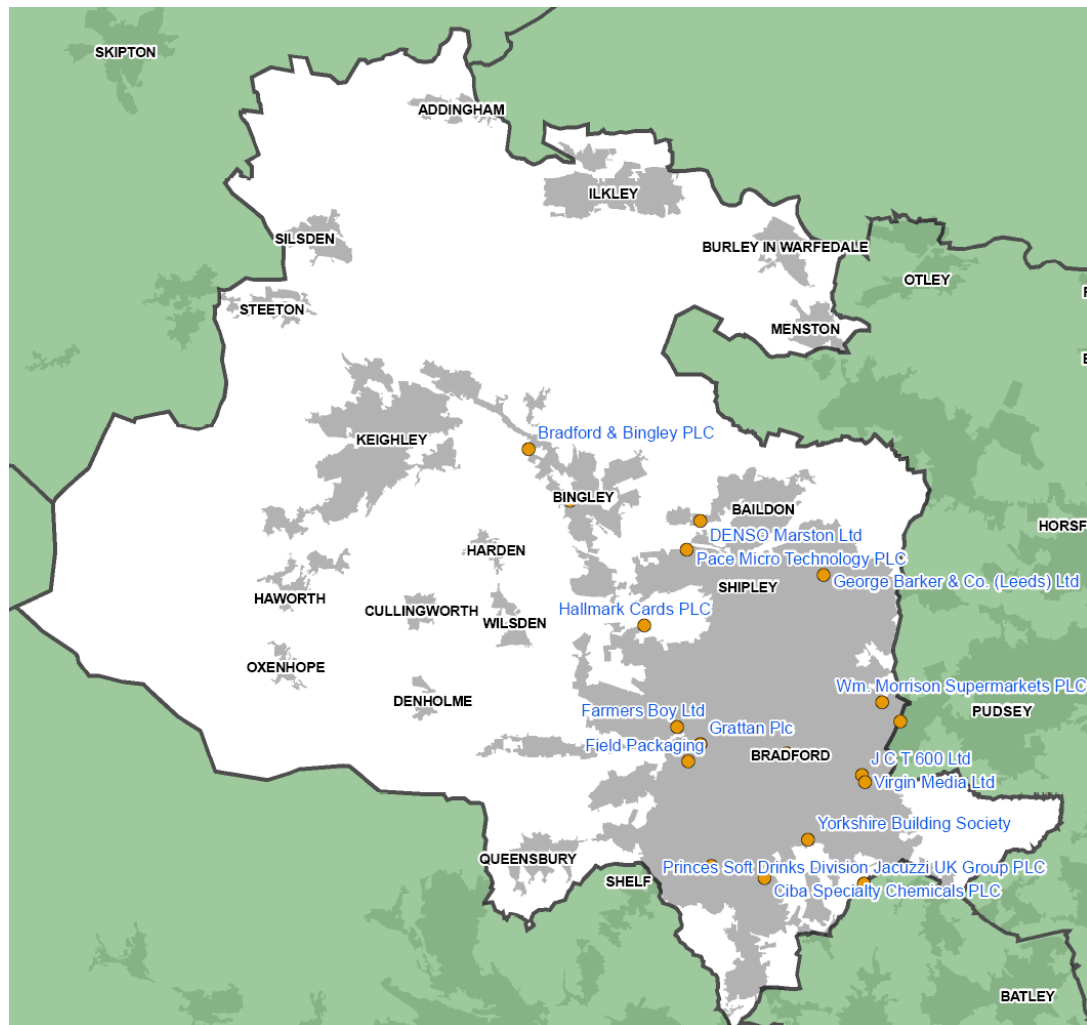 SKIPTON
ADDINGHAM
ILKLEY
SILSDEN
BURLEY IN WARFEDALE
OTLEY
STEETON
MENSTON
KEIGHLEY
Bradford & Bingley PLC
BINGLEY
BAILDON
HORSF
DENSO Marston Ltd
HARDEN
Pace Micro Technology PLC
George Barker & Co. (Leeds) Ltd
SHIPLEY
HAWORTH
CULLINGWORTH
Hallmark Cards PLC
WILSDEN
OXENHOPE
Wm. Morrison Supermarkets PLC
DENHOLME
Farmers Boy Ltd
PUDSEY
Grattan Plc
Field Packaging
BRADFORD
J C T 600 Ltd
Virgin Media Ltd
Yorkshire Building Society
QUEENSBURY
Princes Soft Drinks Division Jacuzzi UK Group PLC
SHELF
Ciba Specialty Chemicals PLC
BATLEY